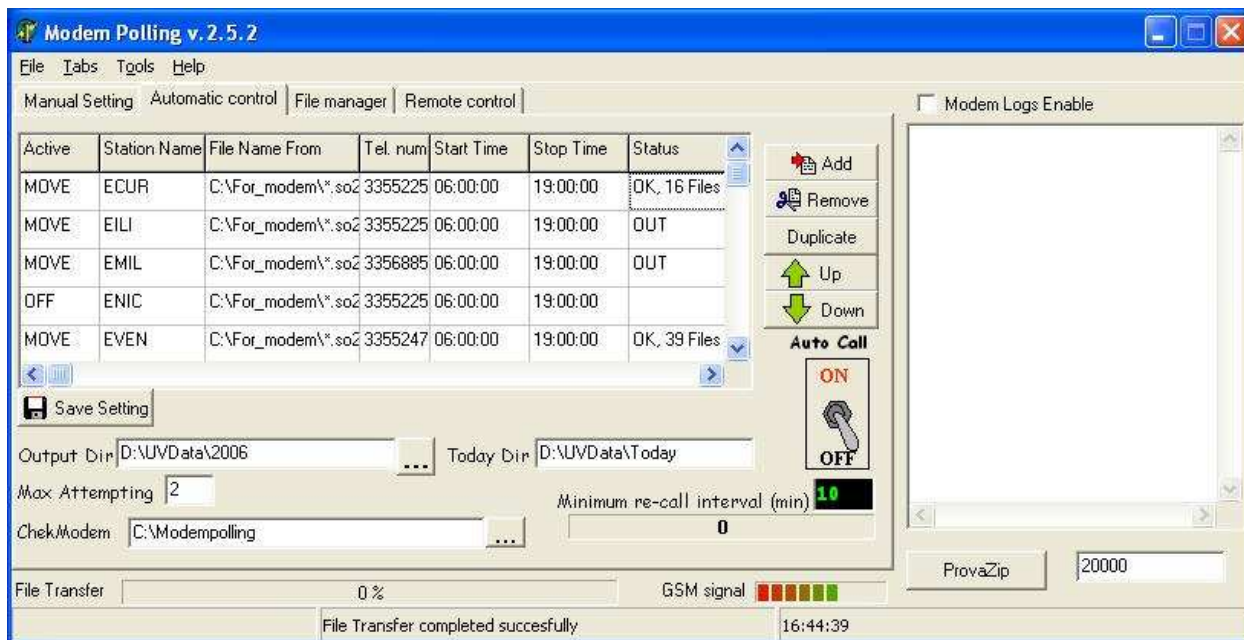 Modem Polling v.2.5.2
File Tabs Tools Help
Manual Setting Automatic control File manager Remote control
Modem Logs Enable
Active Station Name File Name From Tel. num Start Time Stop Time Status
MOVE ECUR C:\For_modem\*.so2 3355225 06:00:00 19:00:00 OK, 16 Files
MOVE EILI C:\For_modem\*.so2 3355225 06:00:00 19:00:00 OUT
MOVE EMIL C:\For_modem\*.so2 3356885 06:00:00 19:00:00 OUT
OFF ENIC C:\For_modem\*.so2 3355225 06:00:00 19:00:00
MOVE EVEN C:\For_modem\*.so2 3355247 06:00:00 19:00:00 OK, 39 Files
Add
Remove
Duplicate
Up
Down
Auto Call
ON
OFF
Save Setting
Output Dir D:\UVData\2006 ... Today Dir D:\UVData\Today
Max Attempting 2
Minimum re-call interval (min) 10
0
ChekModem C:\Modempolling ...
ProvaZip 20000
File Transfer 0 % GSM signal
File Transfer completed succesfully 16:44:39